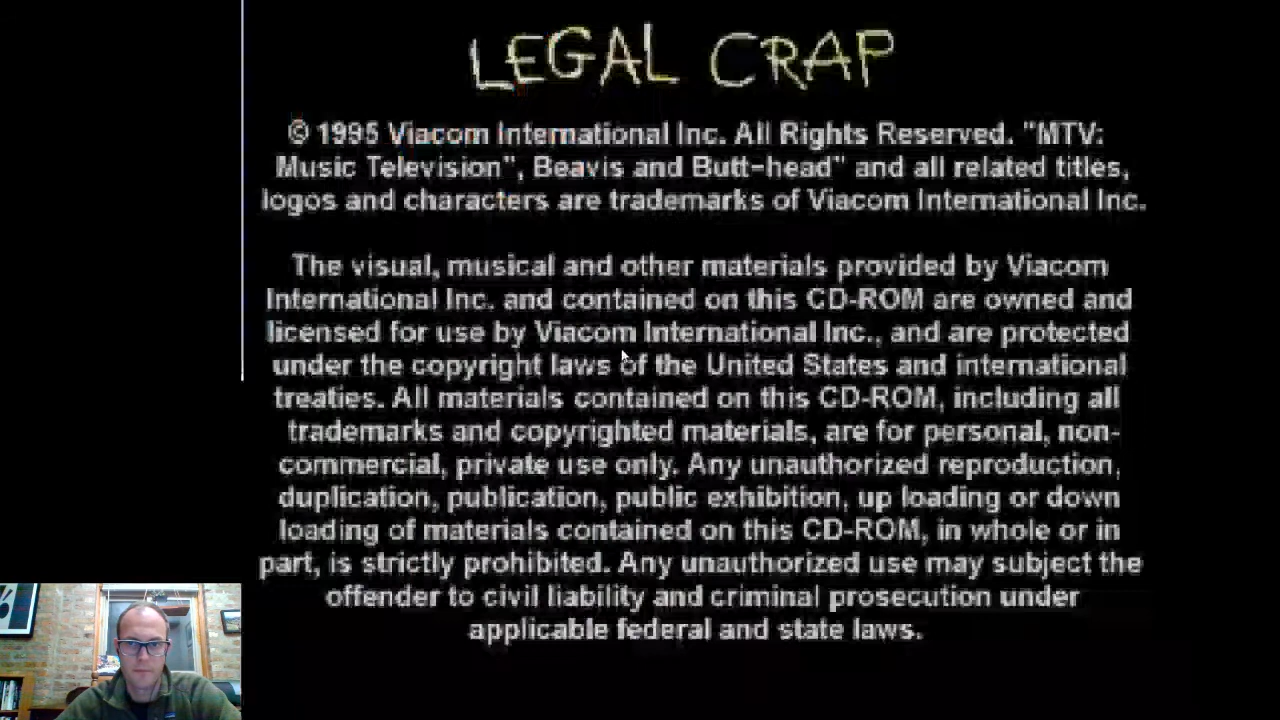 LEGAL CRAP
© 1995 Viacom International Inc. All Rights Reserved. "MTV:
Music Television", Beavis and Butt-head" and all related titles,
logos and characters are trademarks of Viacom International Inc.
The visual, musical and other materials provided by Viacom
International Inc. and contained on this CD-ROM are owned and
licensed for use by Viacom International Inc., and are protected
under the copyright laws of the United States and international
treaties. All materials contained on this CD-ROM, including all
trademarks and copyrighted materials, are for personal, non-
commercial, private use only. Any unauthorized reproduction,
duplication, publication, public exhibition, up loading or down
loading of materials contained on this CD-ROM, in whole or in
part, is strictly prohibited. Any unauthorized use may subject the
offender to civil liability and criminal prosecution under
applicable federal and state laws.